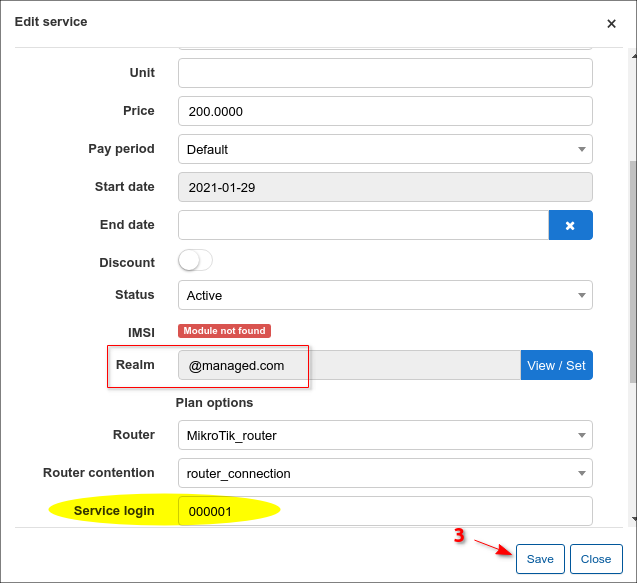 Edit service
×
Unit
Price 200.0000
Pay period Default
Start date 2021-01-29
End date
Discount
Status Active
IMSI Module not found
Realm @managed.com View / Set
Plan options
Router MikroTik_router
Router contention router_connection
Service login 000001
3
Save Close